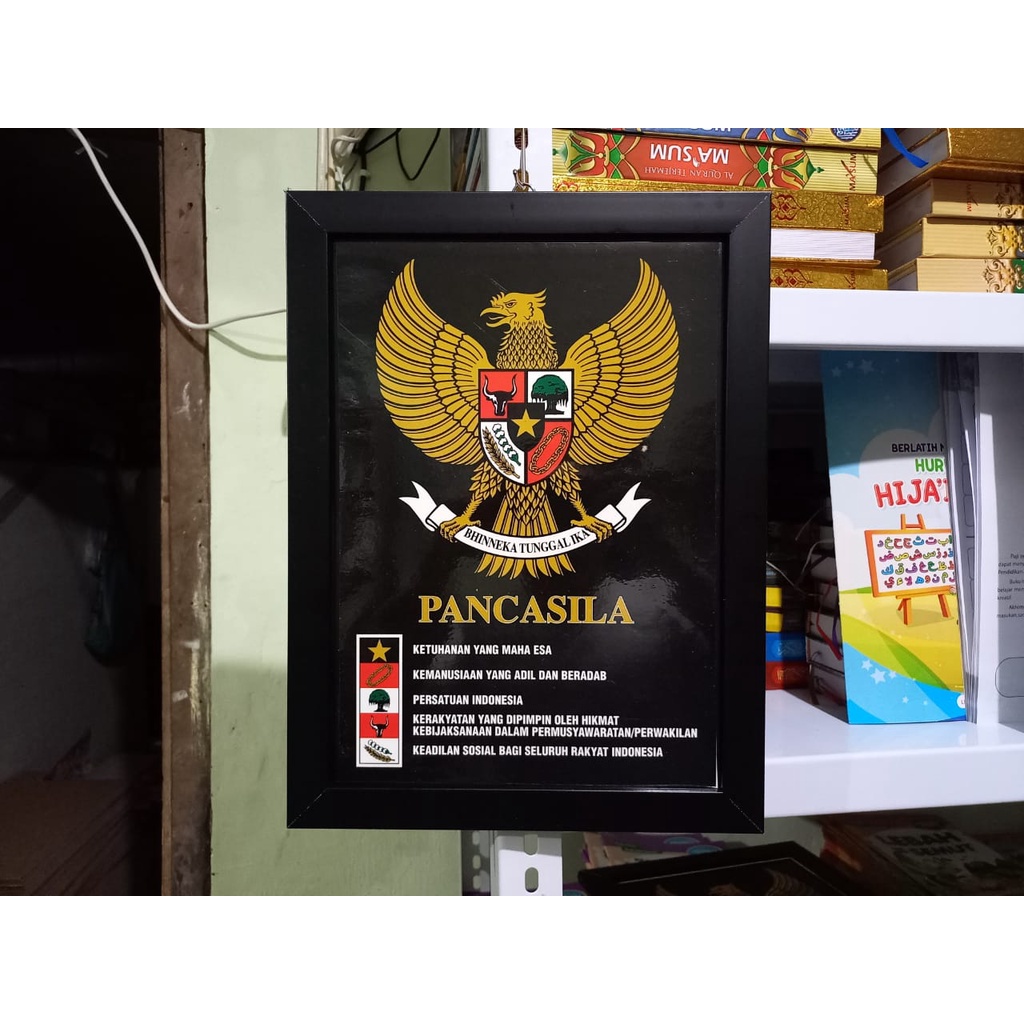 MA'SUM
AL QUR'AN TERJEMAH
BHINNEKA TUNGGAL IKA
PANCASILA
KETUHANAN YANG MAHA ESA
KEMANUSIAAN YANG ADIL DAN BERADAB
PERSATUAN INDONESIA
KERAKYATAN YANG DIPIMPIN OLEH HIKMAT
KEBIJAKSANAAN DALAM PERMUSYAWARATAN/PERWAKILAN
KEADILAN SOSIAL BAGI SELURUH RAKYAT INDONESIA
BERLATIH
HUR
HIJA'I